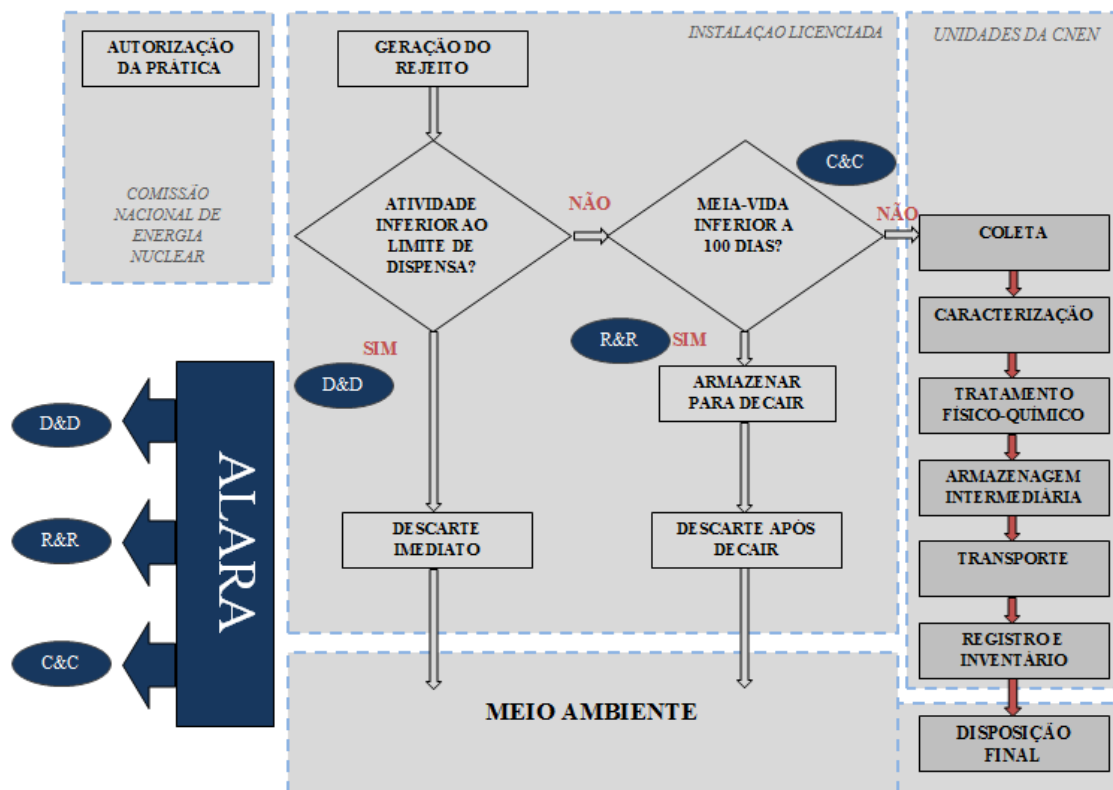 AUTORIZAÇÃO
DA PRÁTICA
COMISSÃO
NACIONAL DE
ENERGIA
NUCLEAR
INSTALAÇAO LICENCIADA
GERAÇÃO DO
REJEITO
ATIVIDADE
INFERIOR AO
LIMITE DE
DISPENSA?
NÃO
MEIA-VIDA
INFERIOR A
100 DIAS?
C&C
NÃO
SIM
D&D
R&R
SIM
ARMAZENAR
PARA DECAIR
DESCARTE
IMEDIATO
DESCARTE APÓS
DECAIR
UNIDADES DA CNEN
COLETA
CARACTERIZAÇÃO
TRATAMENTO
FÍSICO-QUÍMICO
ARMAZENAGEM
INTERMEDIÁRIA
TRANSPORTE
REGISTRO E
INVENTÁRIO
DISPOSIÇÃO
FINAL
D&D
R&R
C&C
ALARA
MEIO AMBIENTE